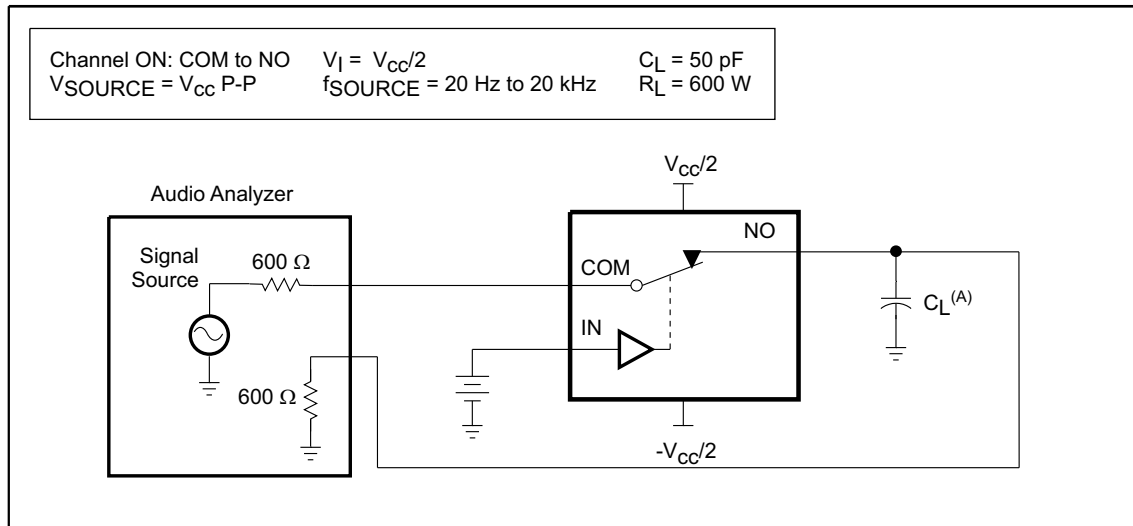 Channel ON: COM to NO V_I = V_cc/2 C_L = 50 pF
V_SOURCE = V_cc P-P f_SOURCE = 20 Hz to 20 kHz R_L = 600 W
V_cc/2
Audio Analyzer
NO
Signal
Source
600 Ω
COM
C_L^(A)
IN
600 Ω
-V_cc/2